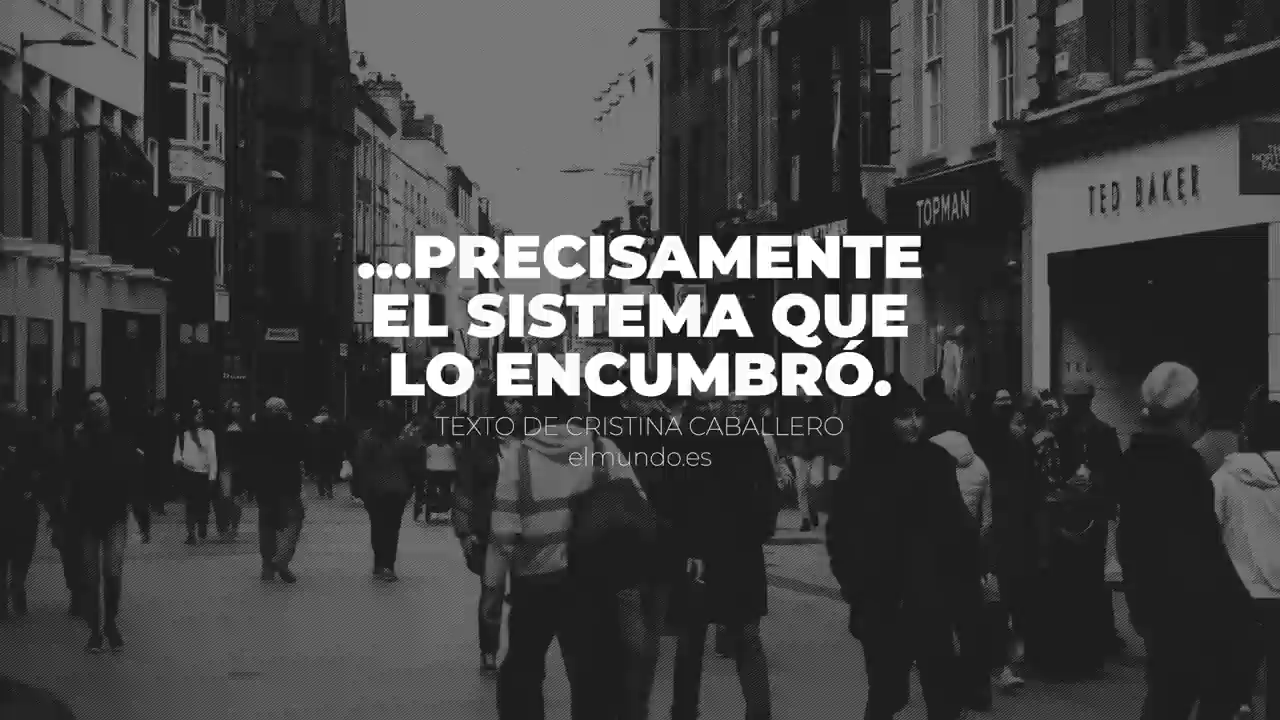 TED BAKER
TOPMAN
...PRECISAMENTE
EL SISTEMA QUE
LO ENCUMBRÓ.
TEXTO DE CRISTINA CABALLERO
elmundo.es